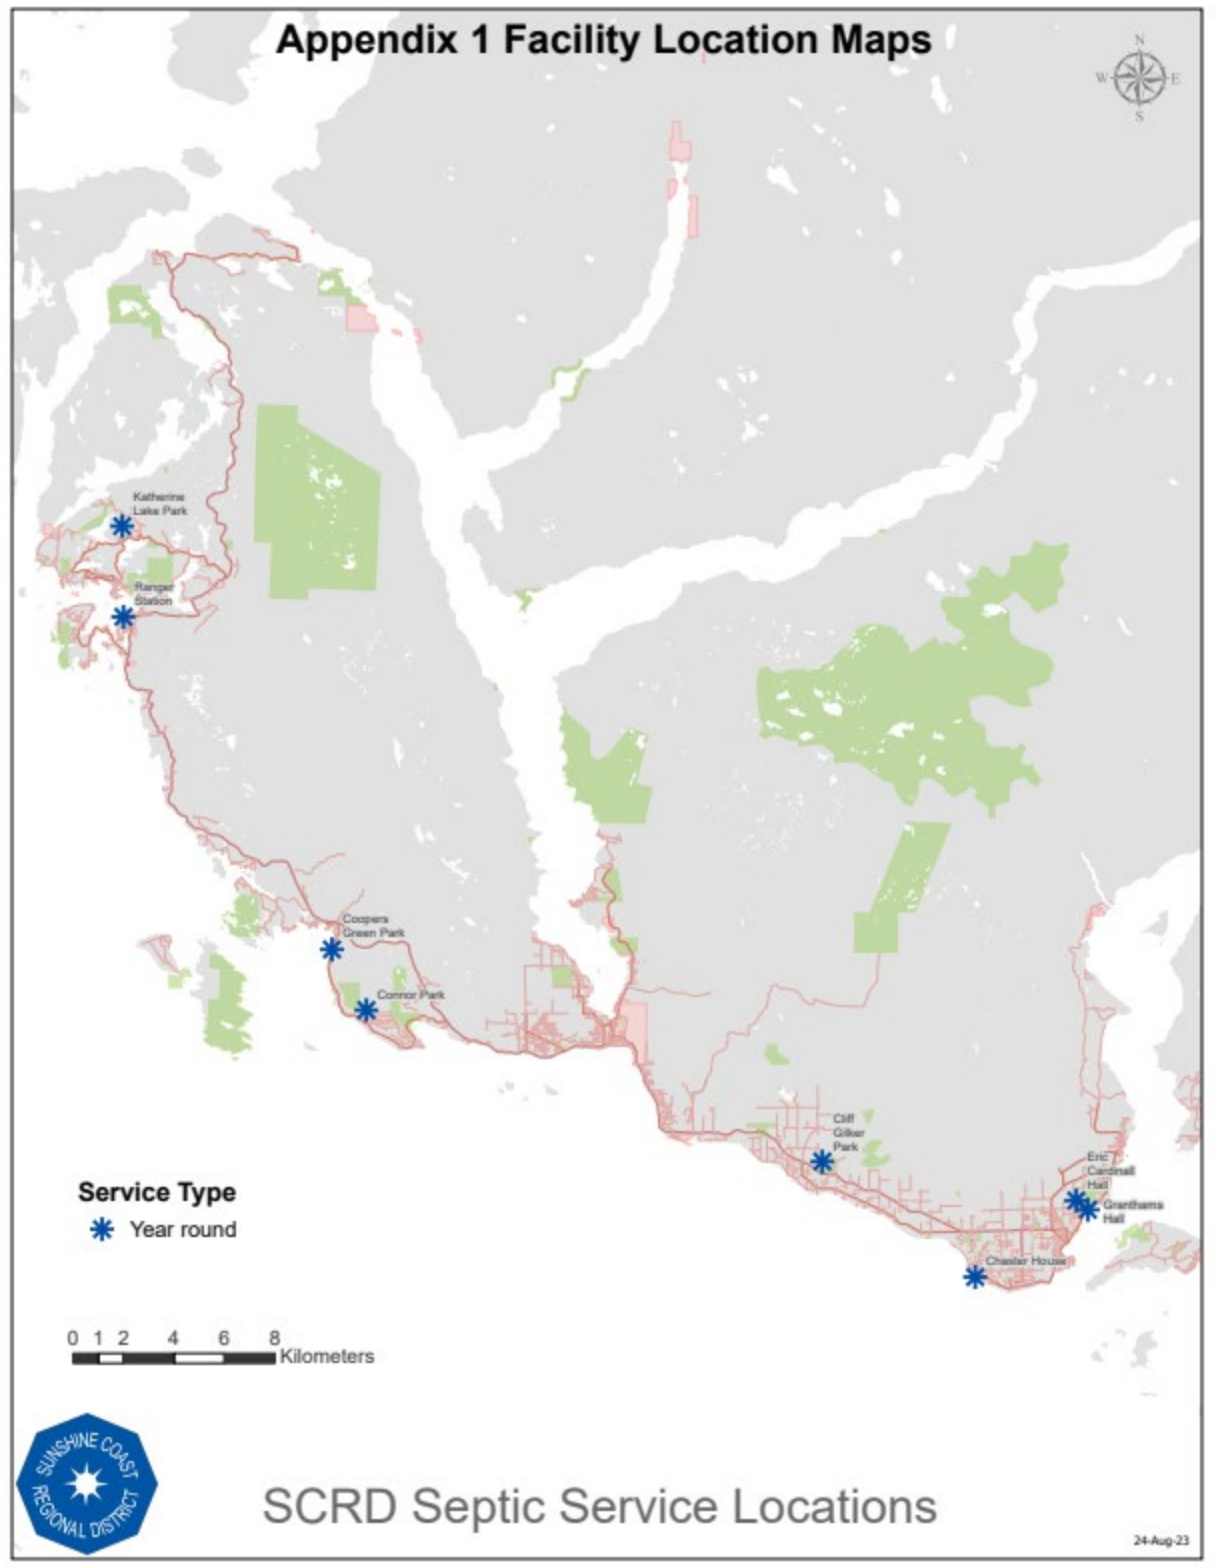 Appendix 1 Facility Location Maps
N
W E
S
Katherine
Lake Park
Ranger
Station
Coopers
Green Park
Connor Park
Cliff
Gilker
Park
Eric
Cardinall
Hall
Granthams
Hall
Chaster House
Service Type
Year round
0 1 2 4 6 8
Kilometers
SUNSHINE COAST
REGIONAL DISTRICT
SCRD Septic Service Locations
24-Aug-23